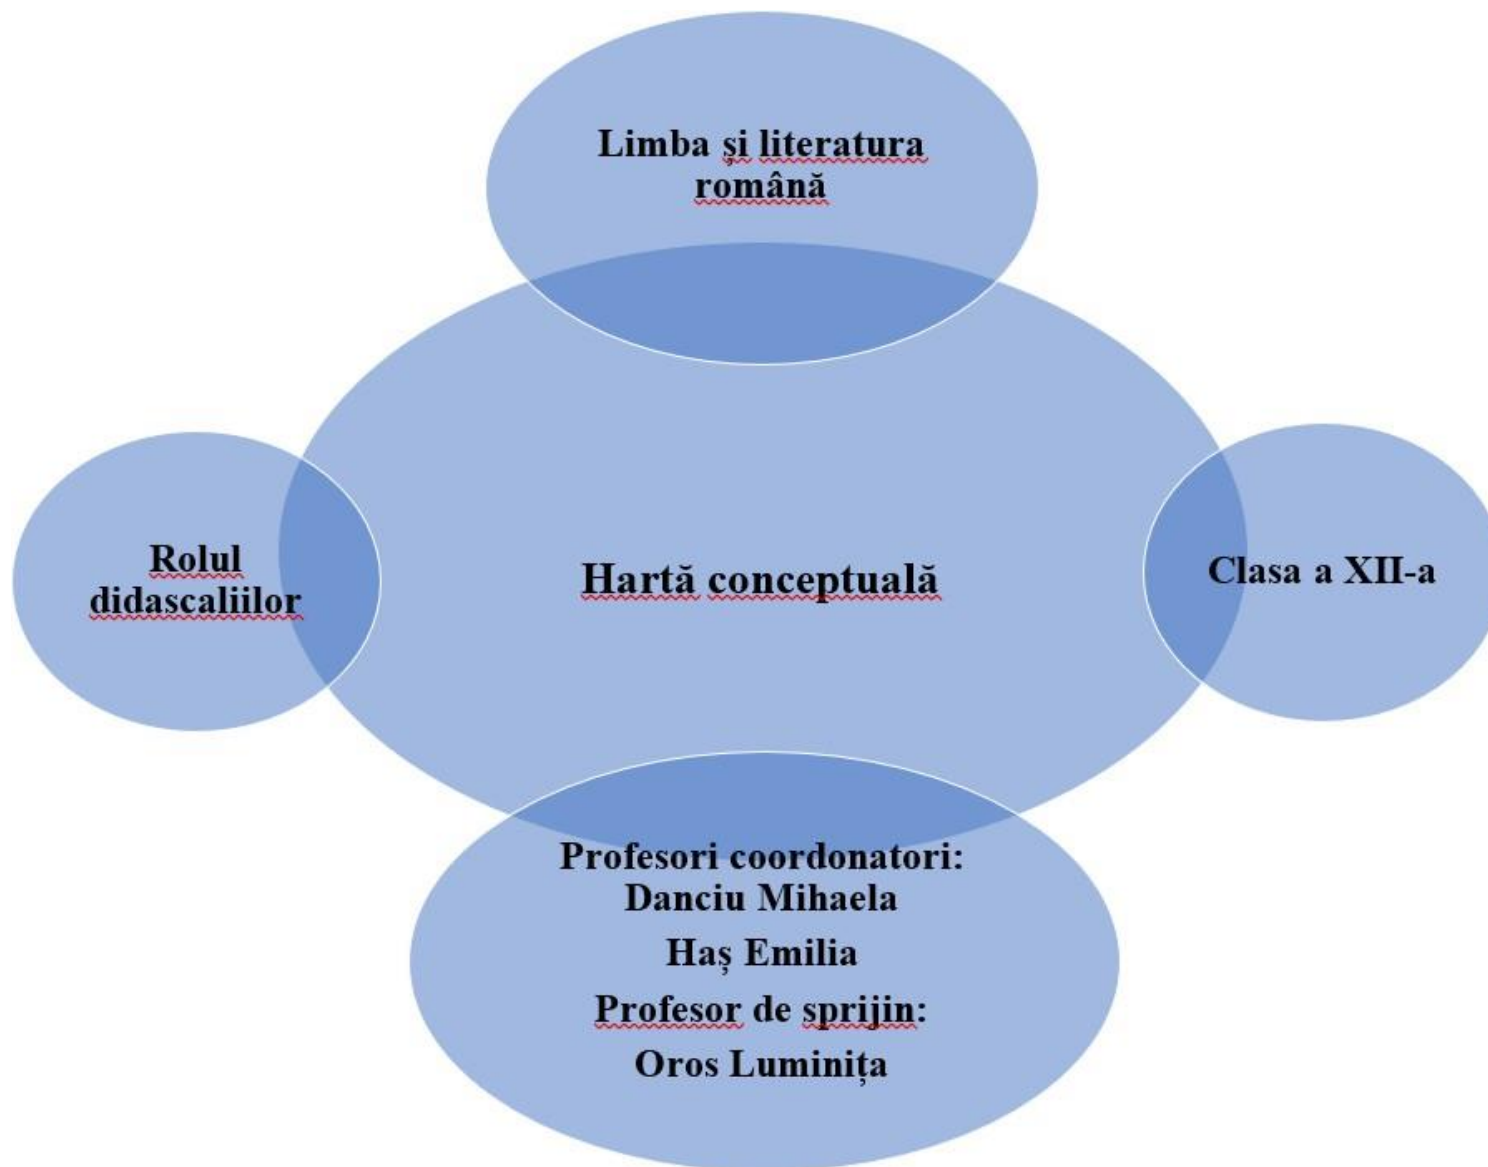 Limba și literatura
română
Rolul
didascaliilor
Hartă conceptuală
Clasa a XII-a
Profesori coordonatori:
Danciu Mihaela
Haș Emilia
Profesor de sprijin:
Oros Luminița